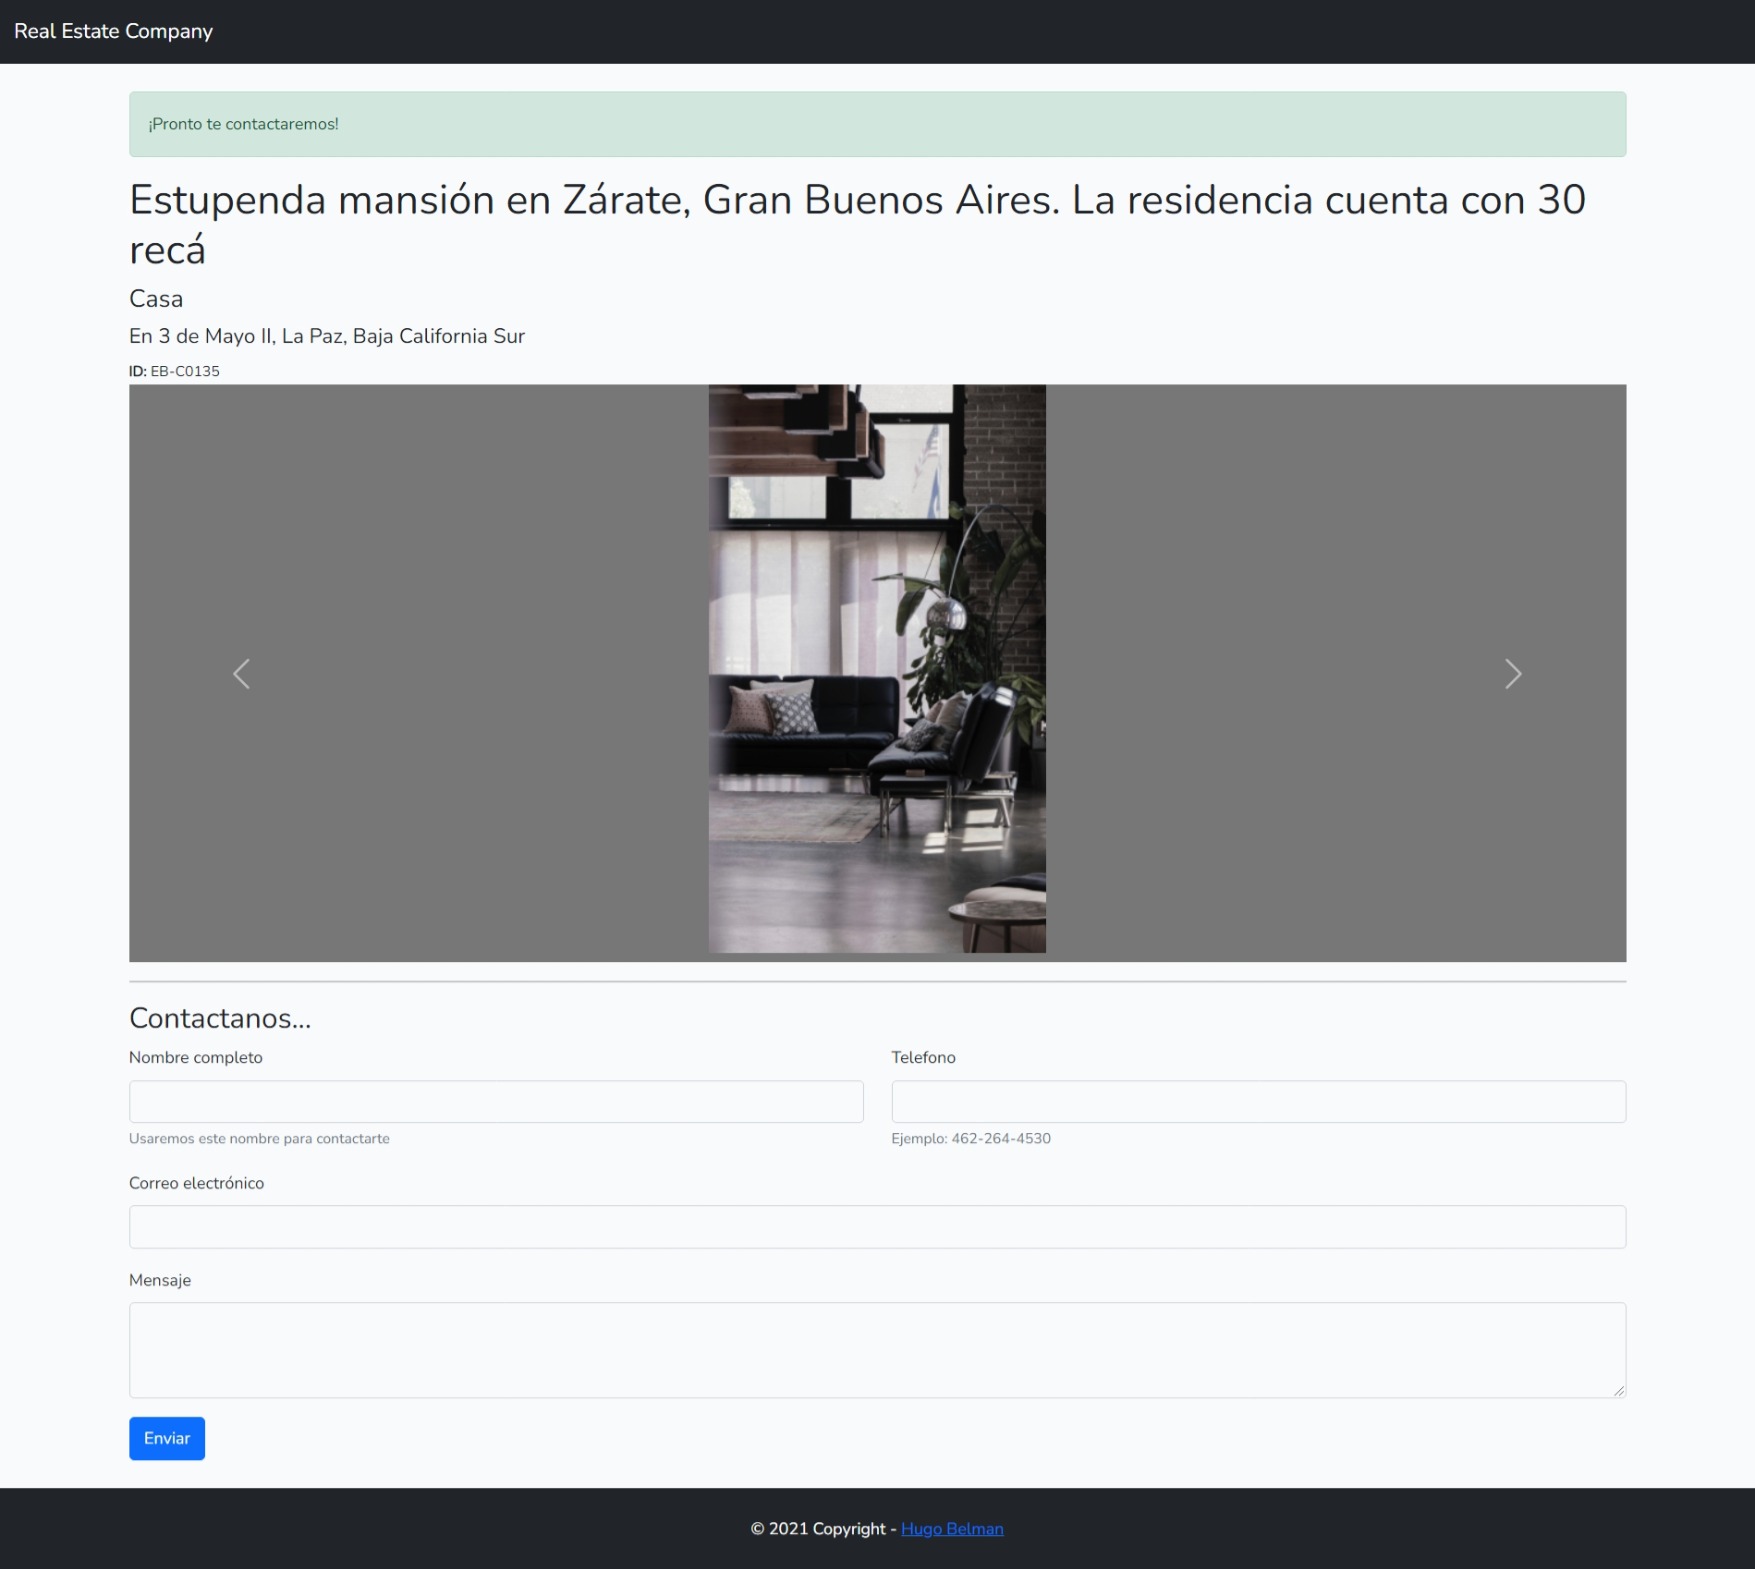 Real Estate Company
¡Pronto te contactaremos!
Estupenda mansión en Zárate, Gran Buenos Aires. La residencia cuenta con 30
recá
Casa
En 3 de Mayo II, La Paz, Baja California Sur
ID: EB-C0135
Contactanos...
Nombre completo
Telefono
Usaremos este nombre para contactarte
Ejemplo: 462-264-4530
Correo electrónico
Mensaje
Enviar
© 2021 Copyright - Hugo Belman